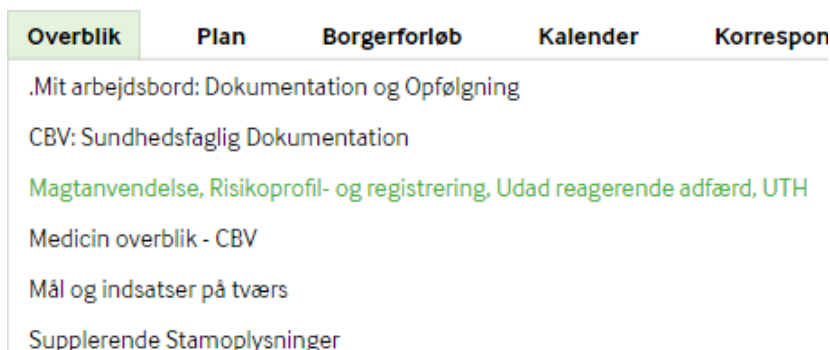 Overblik Plan Borgerforløb Kalender Korrespon
.Mit arbejdsbord: Dokumentation og Opfølgning
CBV: Sundhedsfaglig Dokumentation
Magtanvendelse, Risikoprofil- og registrering, Udad reagerende adfærd, UTH
Medicin overblik - CBV
Mål og indsatser på tværs
Supplerende Stamoplysninger